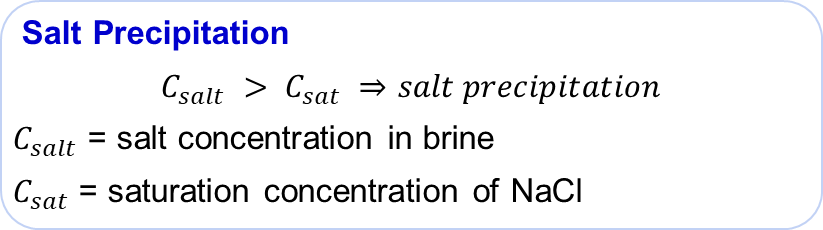 Salt Precipitation
C_salt > C_sat ⇒ salt precipitation
C_salt = salt concentration in brine
C_sat = saturation concentration of NaCl